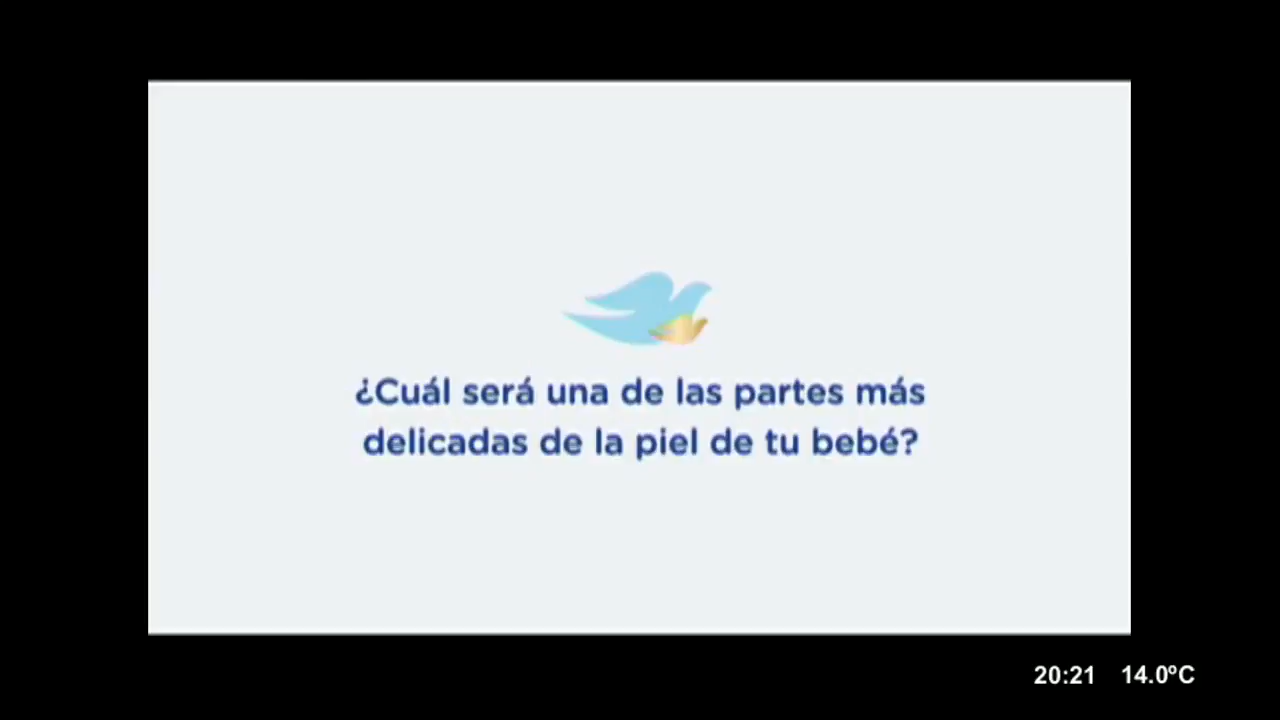 ¿Cuál será una de las partes más
delicadas de la piel de tu bebé?
20:21 14.0ºC